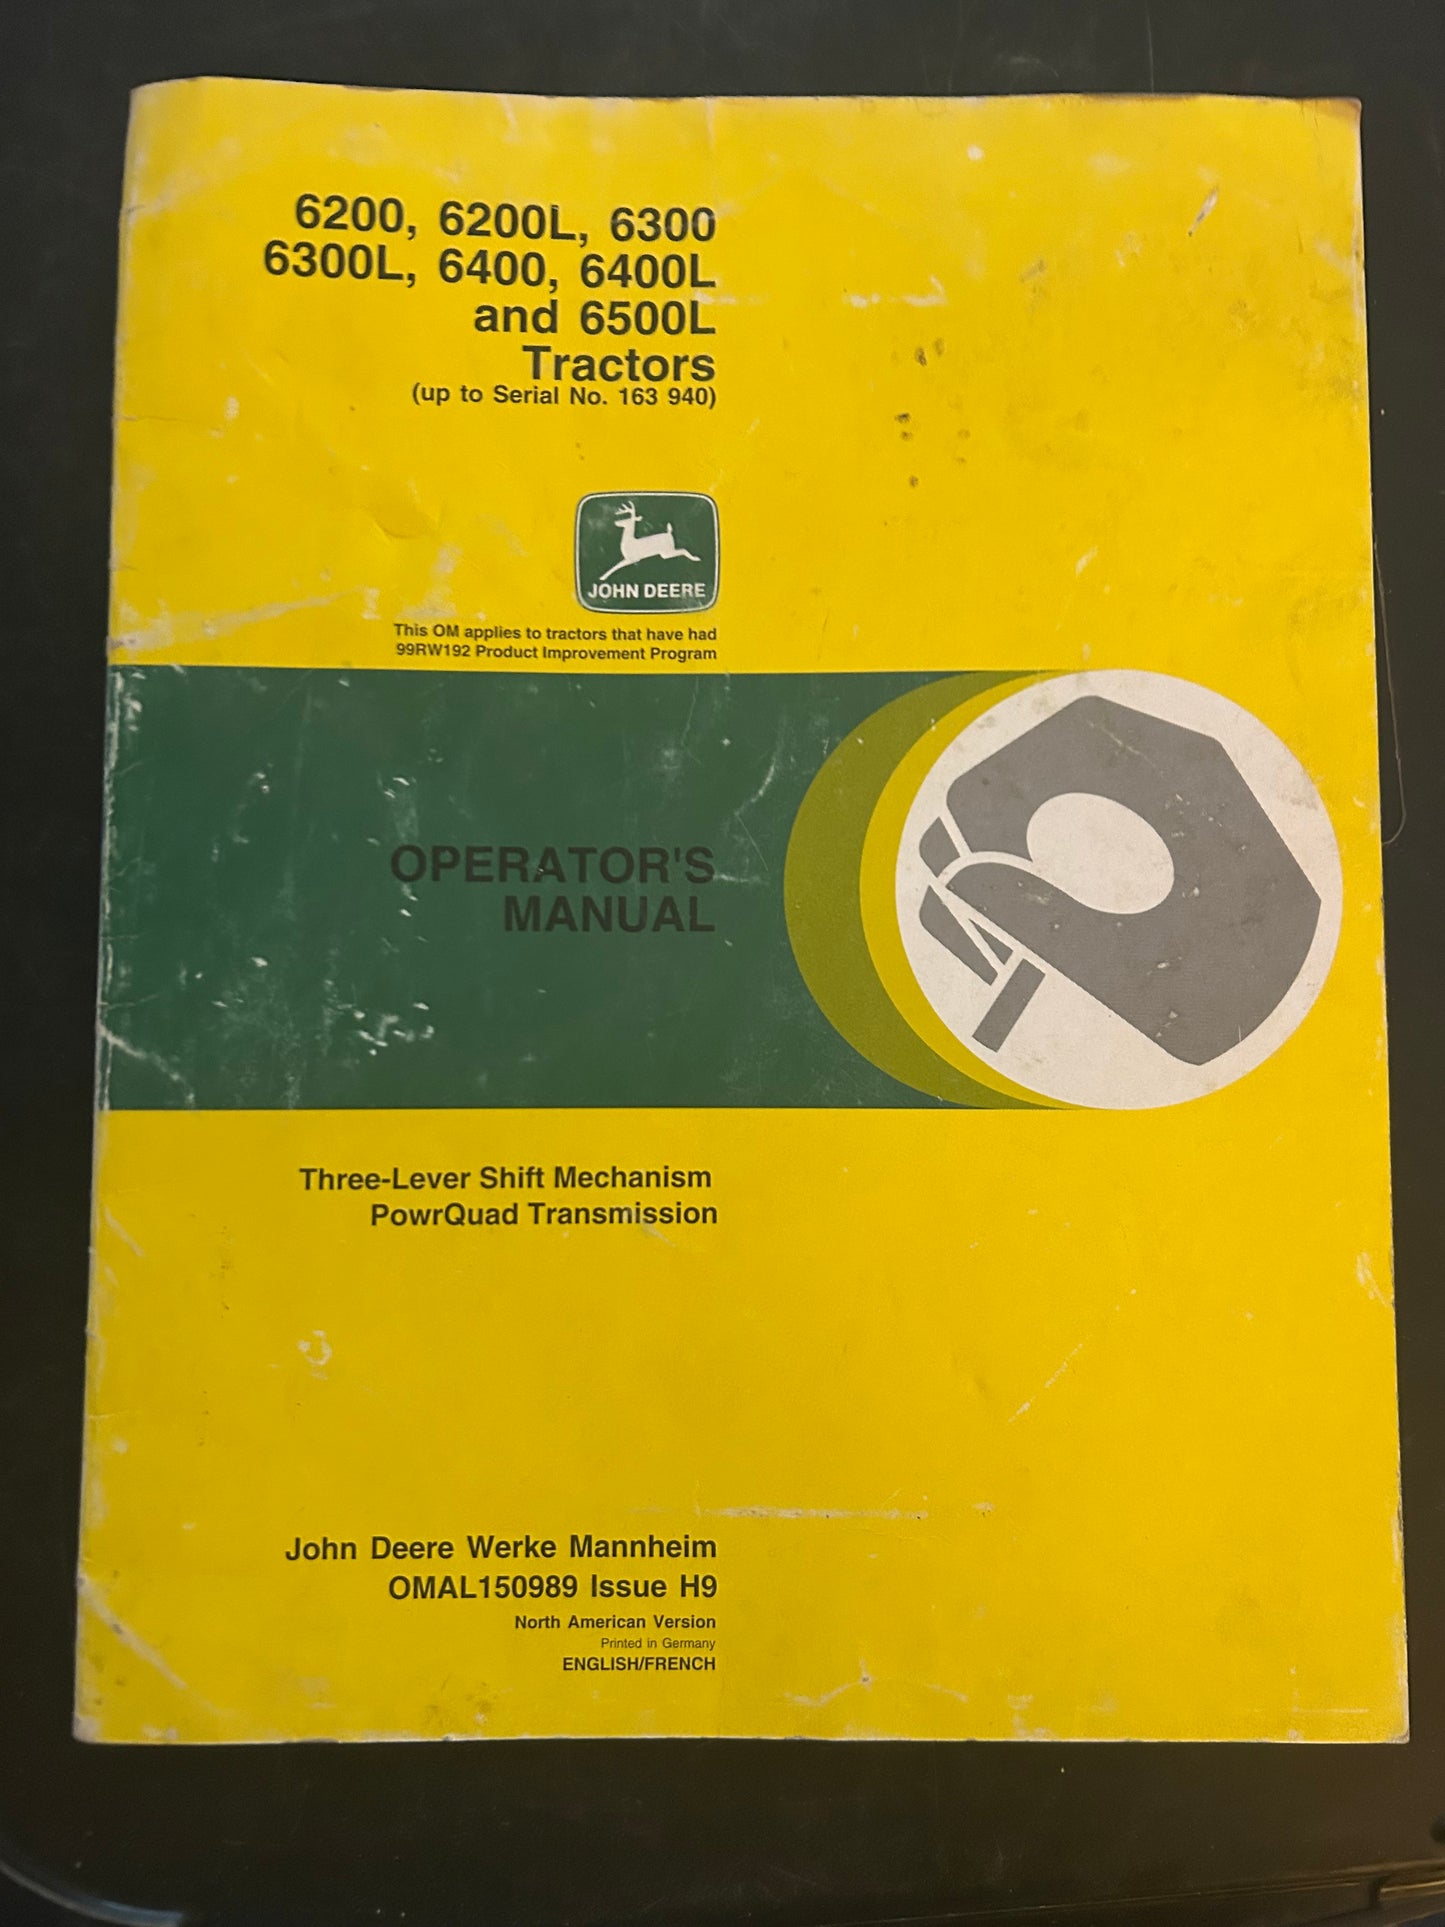 6200, 6200L, 6300
6300L, 6400, 6400L
and 6500L
Tractors
(up to Serial No. 163 940)
JOHN DEERE
This OM applies to tractors that have had
99RW192 Product Improvement Program
OPERATOR'S
MANUAL
Three-Lever Shift Mechanism
PowrQuad Transmission
John Deere Werke Mannheim
OMAL150989 Issue H9
North American Version
Printed in Germany
ENGLISH/FRENCH